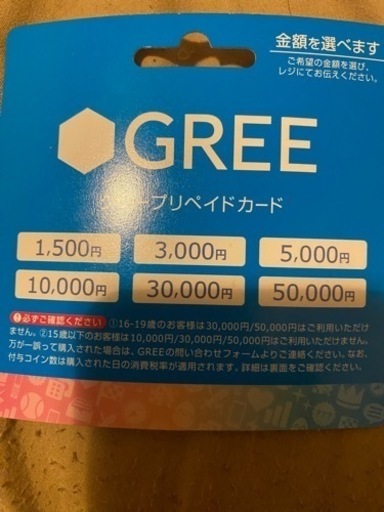 金額を選べます
ご希望の金額を選び、
レジにてお伝えください。
GREE
プリペイドカード
1,500円 3,000円 5,000円
10,000円 30,000円 50,000円
必ずご確認ください ①16-19歳のお客様は30,000円/50,000円はご利用いただけ
ません。②15歳以下のお客様は10,000円/30,000円/50,000円はご利用いただけません。
万が一誤って購入された場合は、GREEの問い合わせフォームよりご連絡ください。なお、
付与コイン数は購入された日の消費税率が適用されます。詳細は裏面をご確認ください。